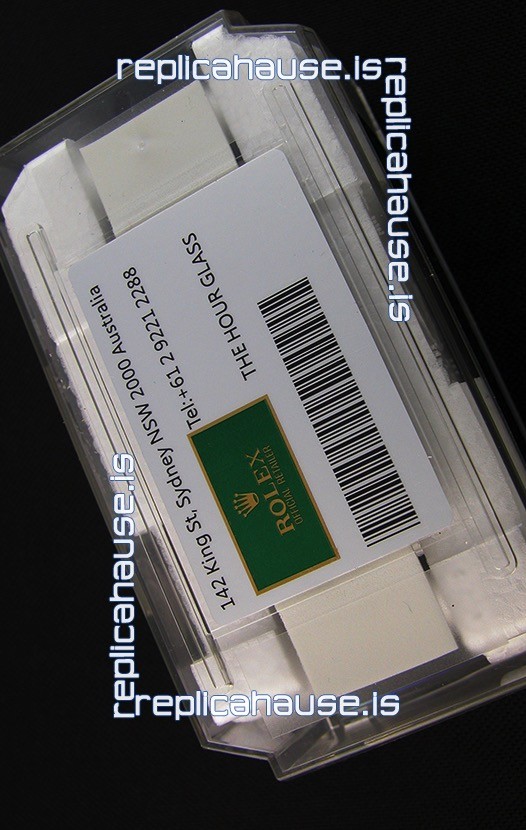 replicahause.is
replicahause.is
THE HOUR GLASS
142 King St, Sydney NSW 2000 Australia
Tel:+61 2 9221 2288
ROLEX
OFFICIAL RETAILER
replicahause.is
replicahause.is